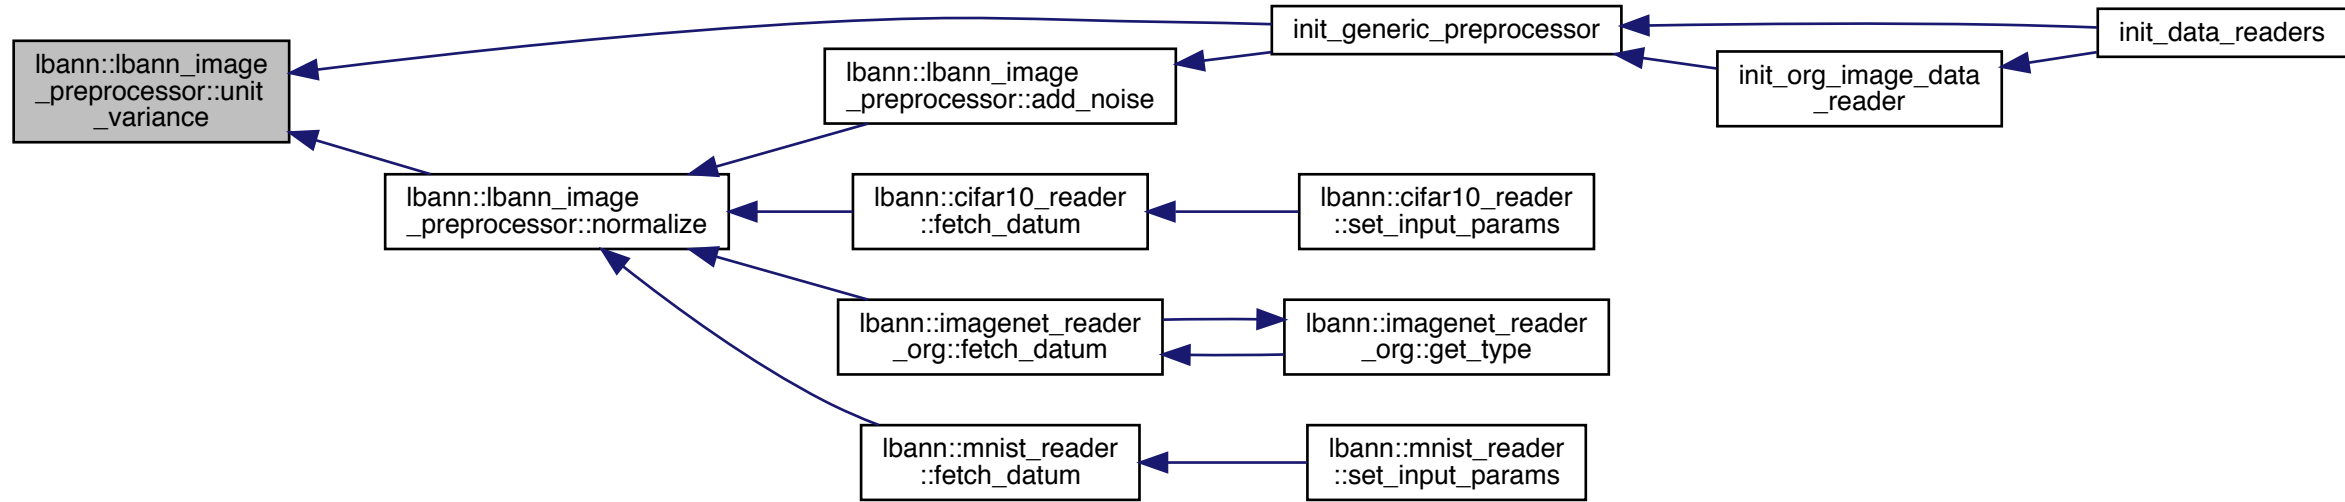 lbann::lbann_image
_preprocessor::unit
_variance
init_generic_preprocessor
init_data_readers
lbann::lbann_image
_preprocessor::add_noise
init_org_image_data
_reader
lbann::lbann_image
_preprocessor::normalize
lbann::cifar10_reader
::fetch_datum
lbann::cifar10_reader
::set_input_params
lbann::imagenet_reader
_org::fetch_datum
lbann::imagenet_reader
_org::get_type
lbann::mnist_reader
::fetch_datum
lbann::mnist_reader
::set_input_params